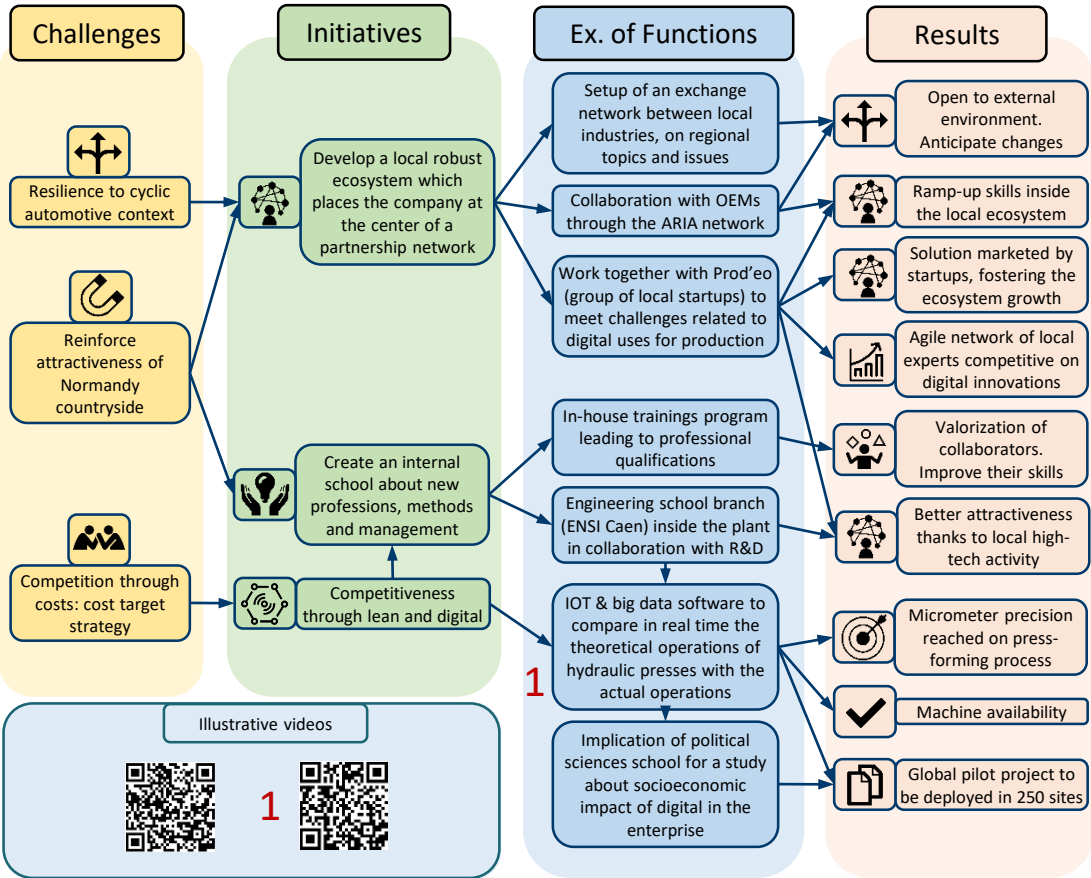 Challenges
Resilience to cyclic
automotive context
Reinforce
attractiveness of
Normandy
countryside
Competition through
costs: cost target
strategy
Initiatives
Develop a local robust
ecosystem which
places the company at
the center of a
partnership network
Create an internal
school about new
professions, methods
and management
Competitiveness
through lean and digital
Ex. of Functions
Setup of an exchange
network between local
industries, on regional
topics and issues
Collaboration with OEMs
through the ARIA network
Work together with Prod’eo
(group of local startups) to
meet challenges related to
digital uses for production
In-house trainings program
leading to professional
qualifications
Engineering school branch
(ENSI Caen) inside the plant
in collaboration with R&D
IOT & big data software to
compare in real time the
theoretical operations of
hydraulic presses with the
actual operations
1
Implication of political
sciences school for a study
about socioeconomic
impact of digital in the
enterprise
Results
Open to external
environment.
Anticipate changes
Ramp-up skills inside
the local ecosystem
Solution marketed by
startups, fostering the
ecosystem growth
Agile network of local
experts competitive on
digital innovations
Valorization of
collaborators.
Improve their skills
Better attractiveness
thanks to local high-
tech activity
Micrometer precision
reached on press-
forming process
Machine availability
Global pilot project to
be deployed in 250 sites
Illustrative videos
1